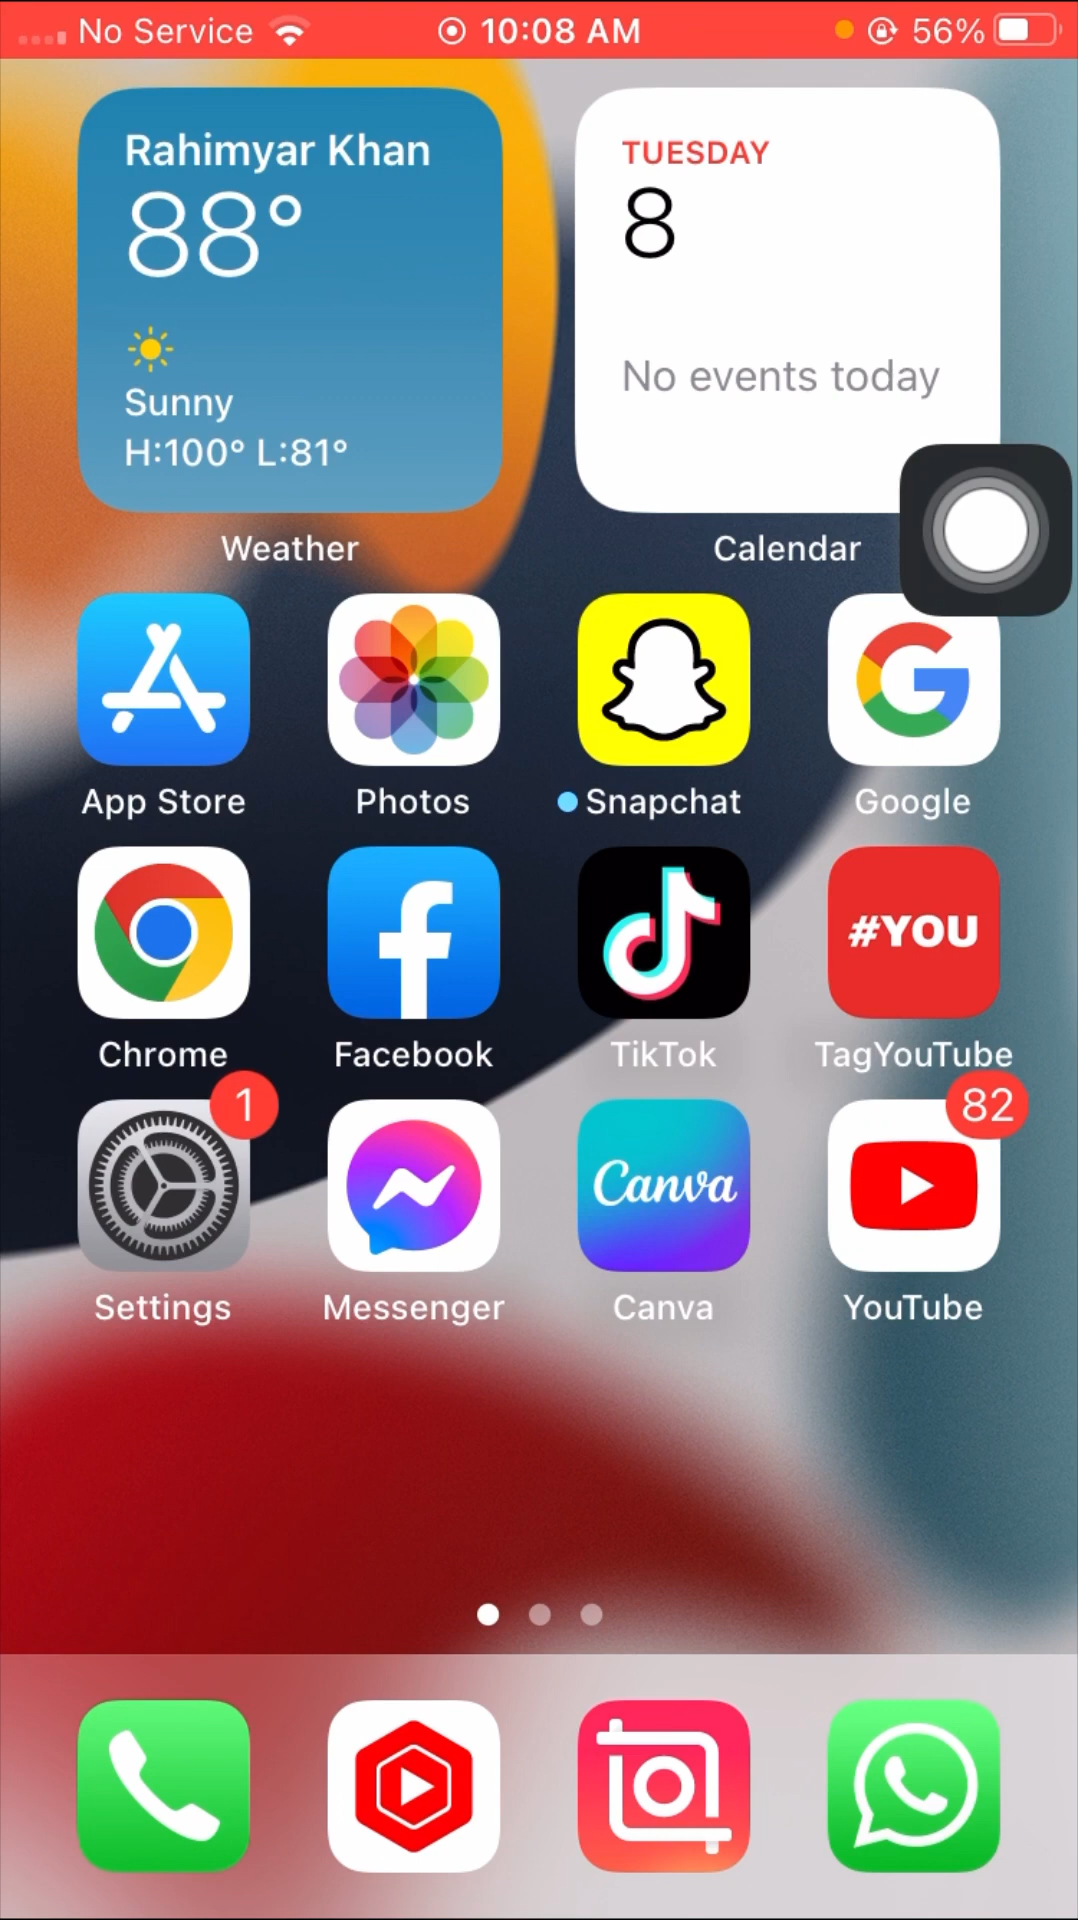 No Service 10:08 AM 56%
Rahimyar Khan
88°
Sunny
H:100° L:81°
Weather
TUESDAY
8
No events today
Calendar
App Store Photos Snapchat Google
#YOU
Chrome Facebook TikTok TagYouTube
1 82
Canva
Settings Messenger Canva YouTube